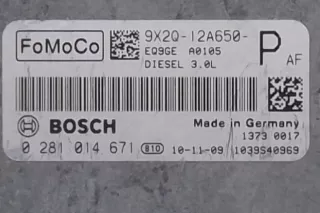 FoMoCo 9X2Q-12A650- P AF
EQ9GE A0105
DIESEL 3.0L
BOSCH Made in Germany
1373 0017
0 281 014 671 810 10-11-09 1039S40969